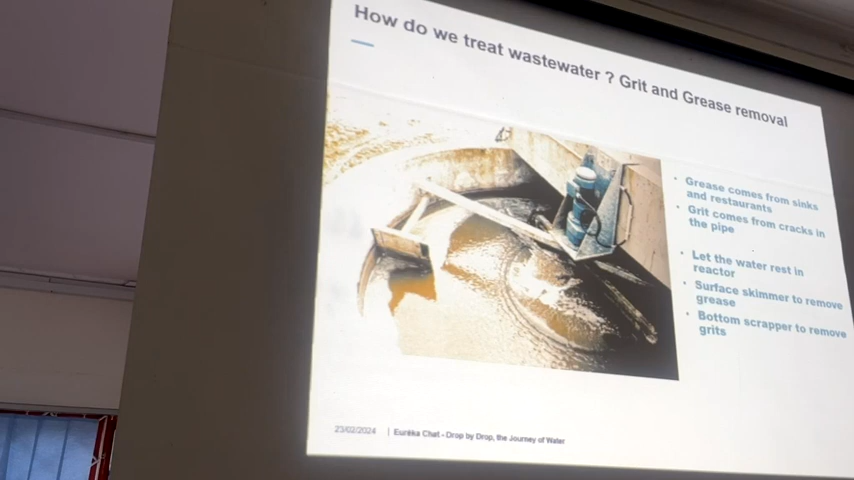 How do we treat wastewater ? Grit and Grease removal
• Grease comes from sinks
and restaurants
• Grit comes from cracks in
the pipe
• Let the water rest in
reactor
• Surface skimmer to remove
grease
• Bottom scrapper to remove
grits
23/02/2024 | Eurêka Chat - Drop by Drop, the Journey of Water